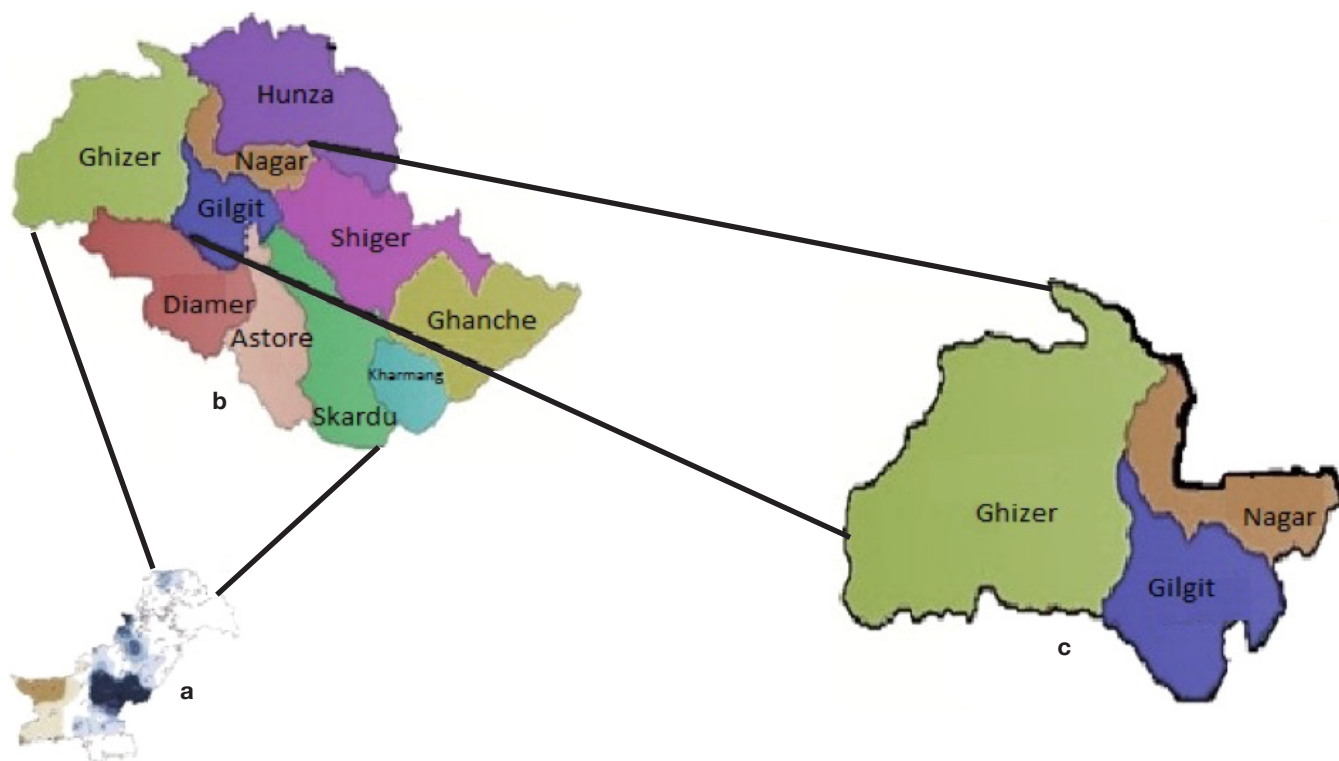 Hunza
Ghizer
Nagar
Gilgit
Shiger
Diamer
Ghanche
Astore
Kharmang
b
Skardu
Ghizer
Nagar
Gilgit
c
a